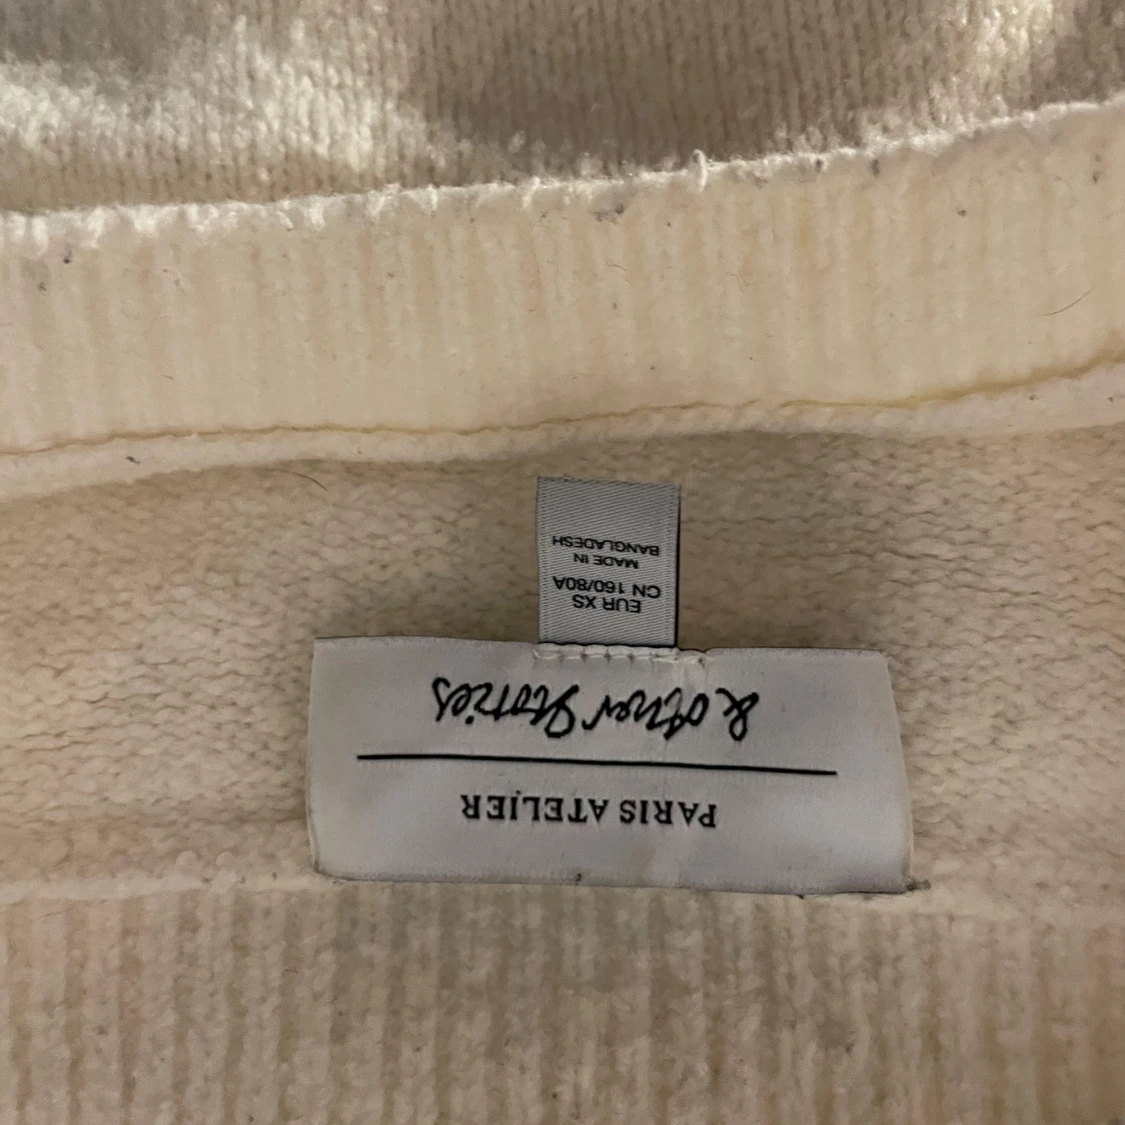 PARIS ATELIER
& other Stories
EUR XS
CN 160/80A
MADE IN
BANGLADESH